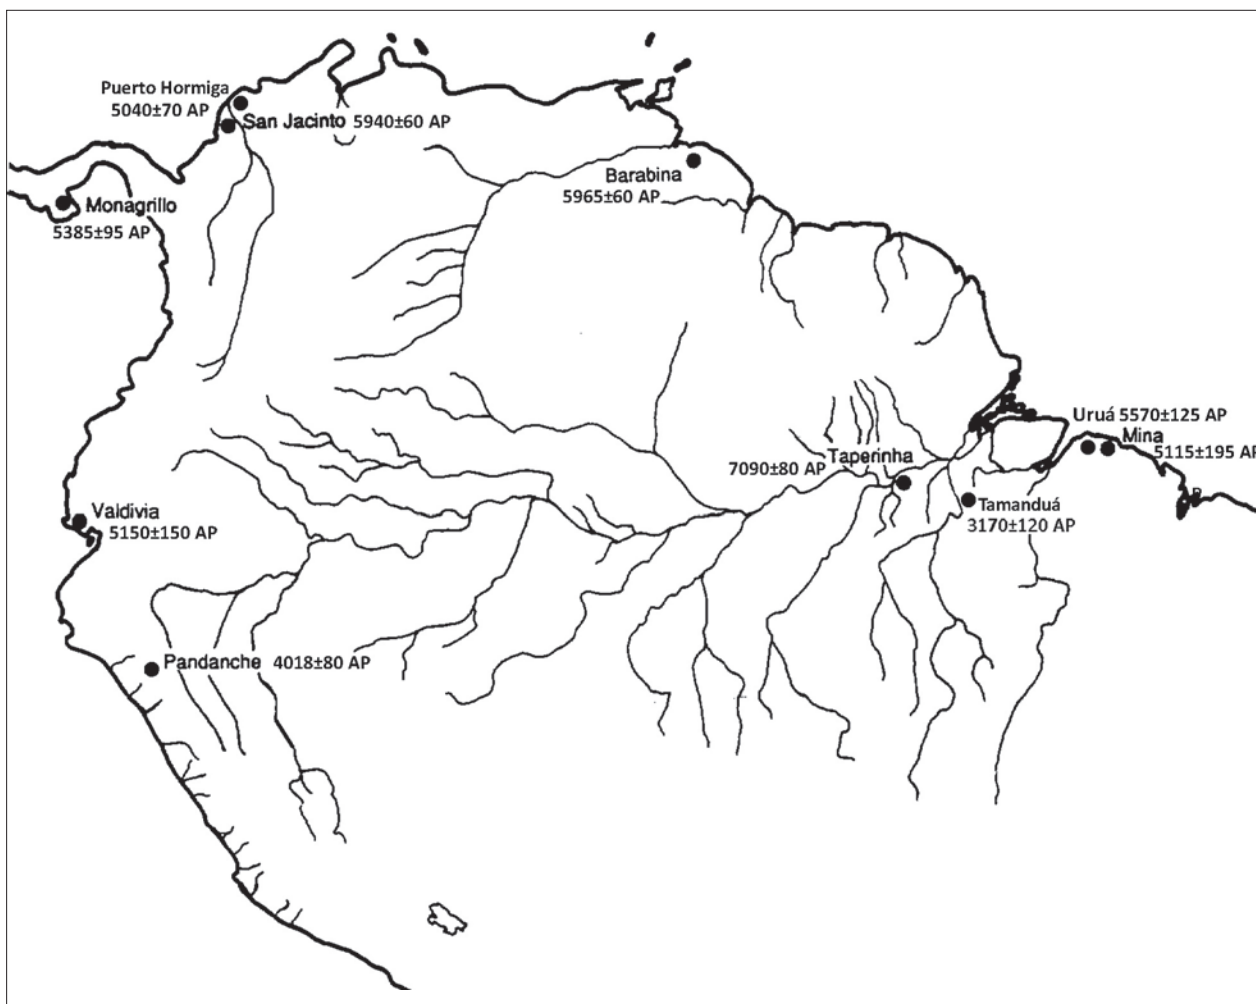 Puerto Hormiga
5040±70 AP
San Jacinto 5940±60 AP
Barabina
5965±60 AP
Monagrillo
5385±95 AP
Uruá 5570±125 AP
Mina
5115±195 AP
Taperinha
7090±80 AP
Tamanduá
3170±120 AP
Valdivia
5150±150 AP
Pandanche 4018±80 AP